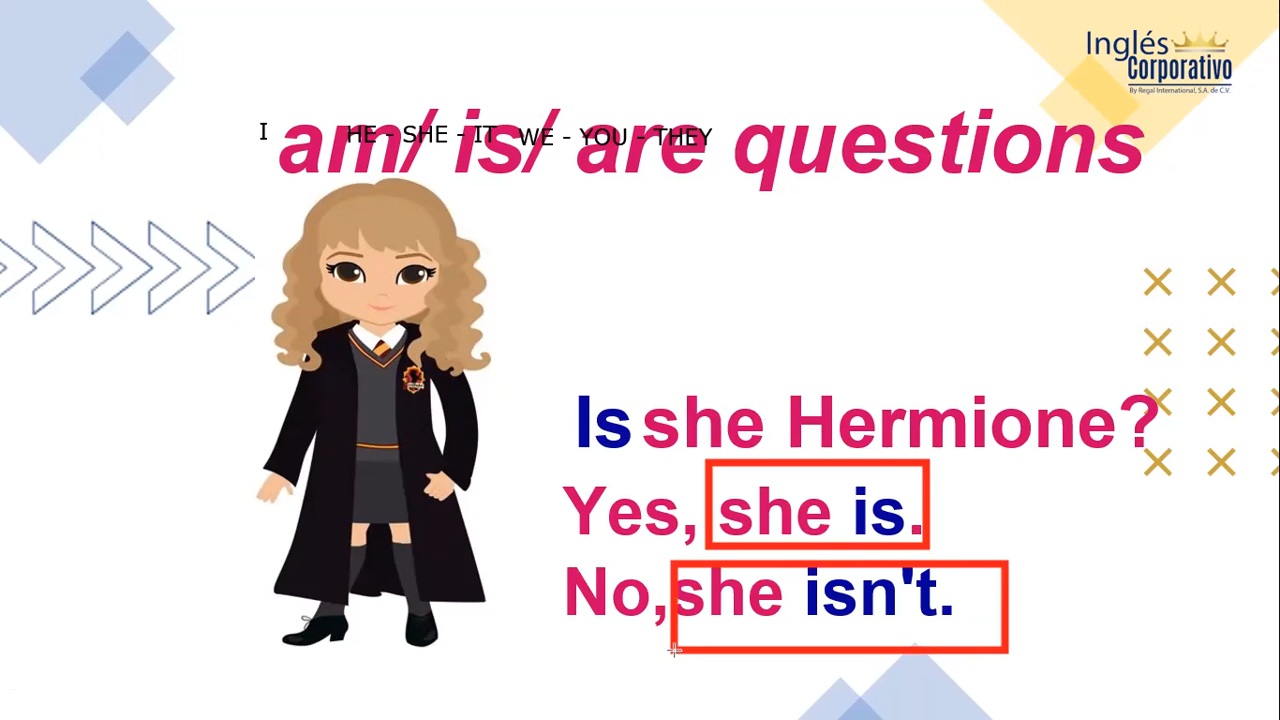 Inglés
Corporativo
By Regal International, S.A. de C.V.
I HE - SHE - IT WE - YOU - THEY
am/ is/ are questions
Is she Hermione?
Yes, she is.
No, she isn't.